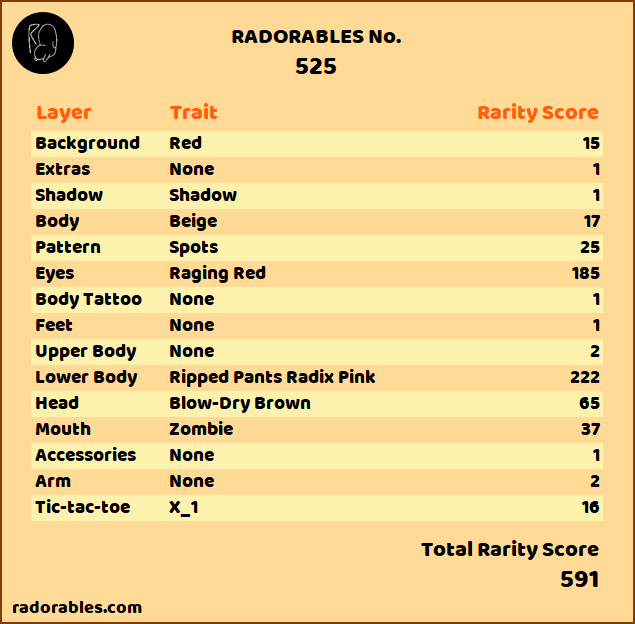 RADORABLES No.
525
Layer Trait Rarity Score
Background Red 15
Extras None 1
Shadow Shadow 1
Body Beige 17
Pattern Spots 25
Eyes Raging Red 185
Body Tattoo None 1
Feet None 1
Upper Body None 2
Lower Body Ripped Pants Radix Pink 222
Head Blow-Dry Brown 65
Mouth Zombie 37
Accessories None 1
Arm None 2
Tic-tac-toe X_1 16
Total Rarity Score
591
radorables.com